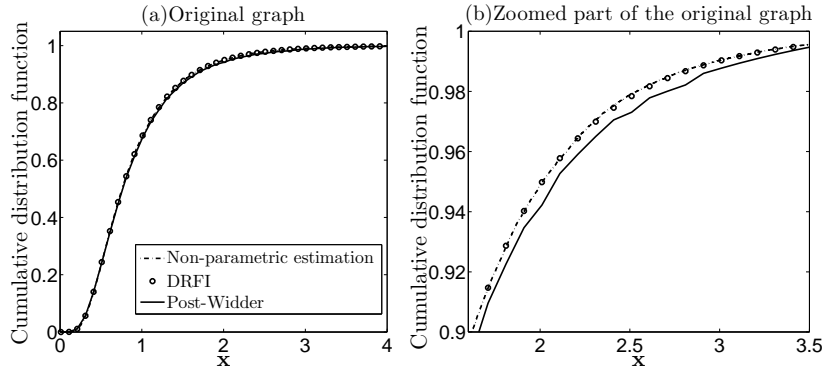 (a)Original graph
Cumulative distribution function
1
0.8
0.6
0.4
0.2
0
0
1
2
3
4
x
Non-parametric estimation
DRFI
Post-Widder
(b)Zoomed part of the original graph
Cumulative distribution function
1
0.98
0.96
0.94
0.92
0.9
2
2.5
3
3.5
x